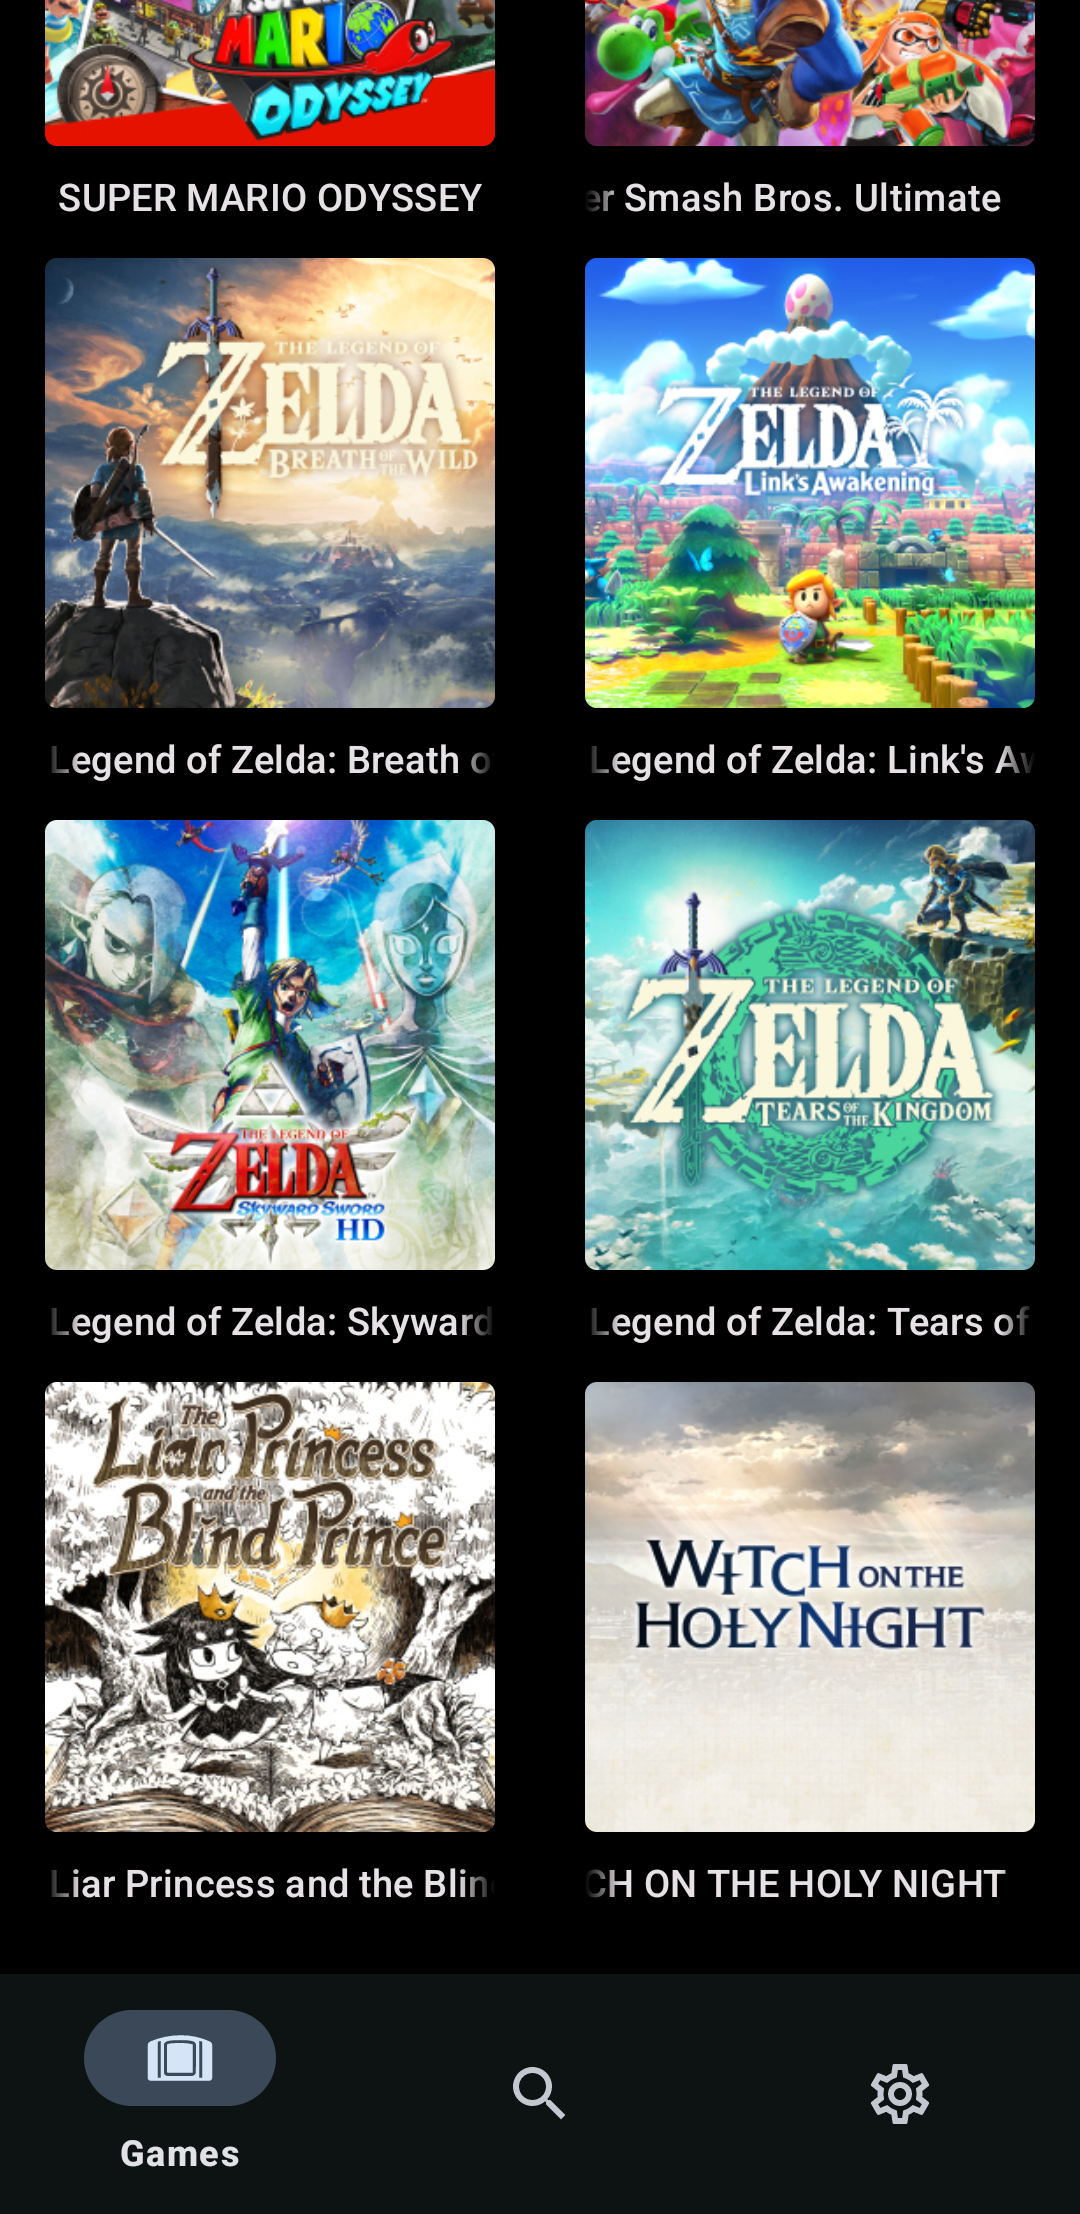 MARIO
ODYSSEY
SUPER MARIO ODYSSEY
er Smash Bros. Ultimate
THE LEGEND OF
ZELDA
BREATH OF THE WILD
THE LEGEND OF
ZELDA
Link's Awakening
Legend of Zelda: Breath o
Legend of Zelda: Link's Aw
THE LEGEND OF
ZELDA
SKYWARD SWORD
HD
THE LEGEND OF
ZELDA
TEARS OF THE KINGDOM
Legend of Zelda: Skyward
Legend of Zelda: Tears of
The
Liar Princess
and the
Blind Prince
WITCH ON THE
HOLY NIGHT
Liar Princess and the Blin
CH ON THE HOLY NIGHT
Games